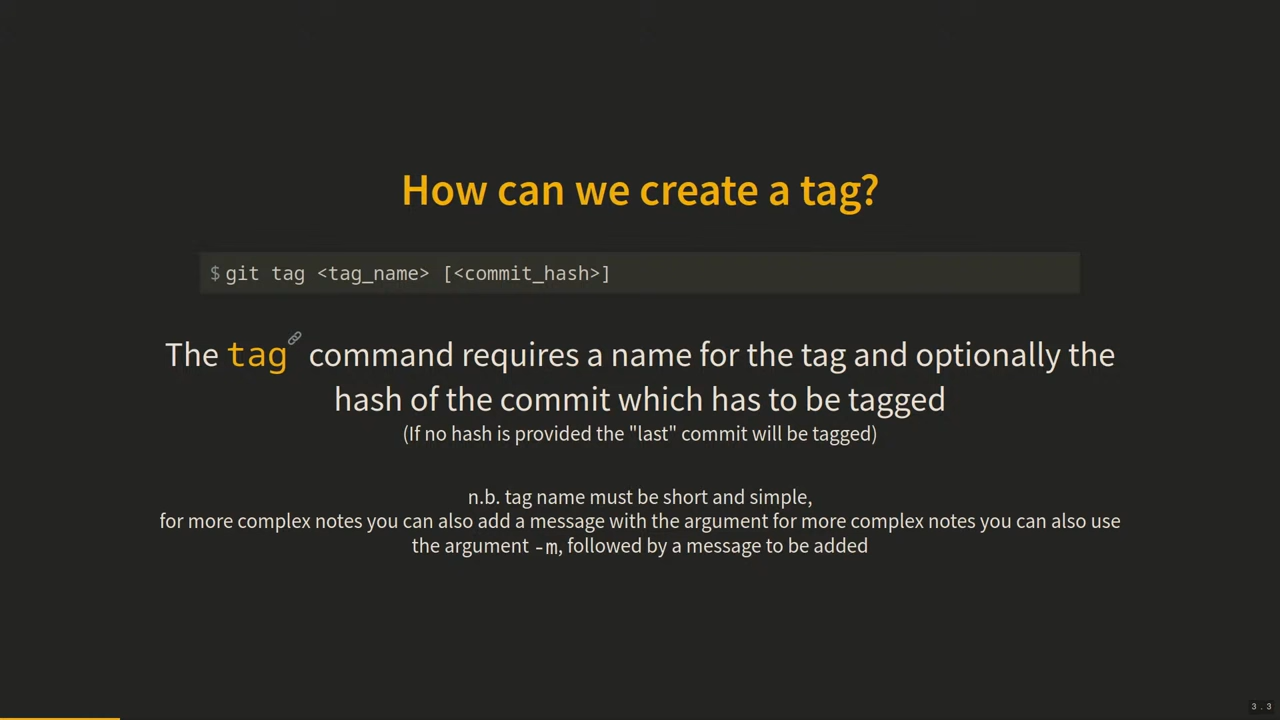 How can we create a tag?
$ git tag <tag_name> [<commit_hash>]
The tag command requires a name for the tag and optionally the
hash of the commit which has to be tagged
(If no hash is provided the "last" commit will be tagged)
n.b. tag name must be short and simple,
for more complex notes you can also add a message with the argument for more complex notes you can also use
the argument -m, followed by a message to be added
3.3